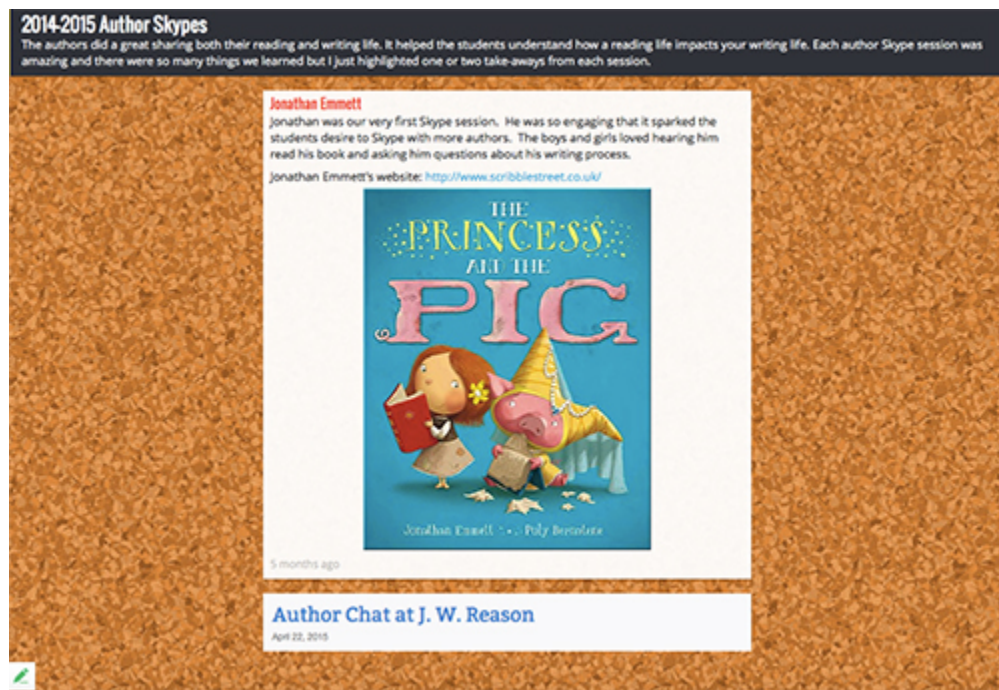 2014-2015 Author Skypes
The authors did a great sharing both their reading and writing life. It helped the students understand how a reading life impacts your writing life. Each author Skype session was
amazing and there were so many things we learned but I just highlighted one or two take-aways from each session.
Jonathan Emmett
Jonathan was our very first Skype session. He was so engaging that it sparked the
students desire to Skype with more authors. The boys and girls loved hearing him
read his book and asking him questions about his writing process.
Jonathan Emmett's website: http://www.scribblestreet.co.uk/
THE
PRINCESS
AND THE
PIG
Jonathan Emmett Poly Bernatene
5 months ago
Author Chat at J. W. Reason
April 22, 2015